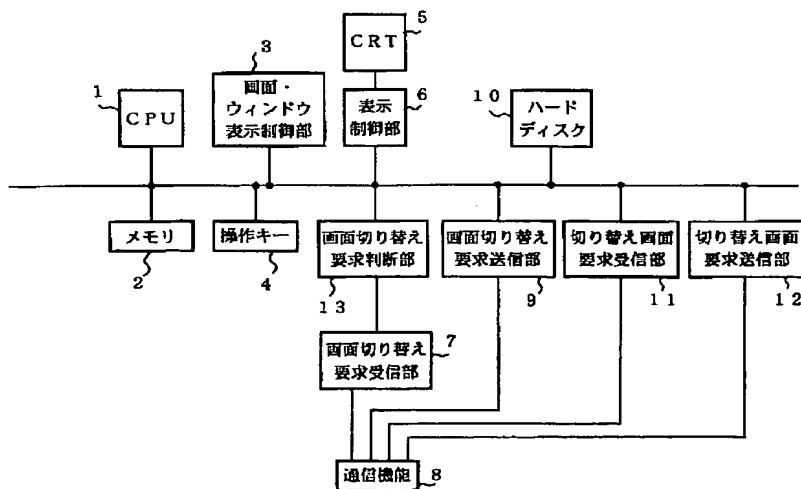 5
CRT
3
画面・
ウィンドウ
表示制御部
1
CPU
6
表示
制御部
10
ハード
ディスク
メモリ
2
操作キー
4
画面切り替え
要求判断部
13
画面切り替え
要求送信部
9
切り替え画面
要求受信部
11
切り替え画面
要求送信部
12
画面切り替え
要求受信部
7
通信機能
8